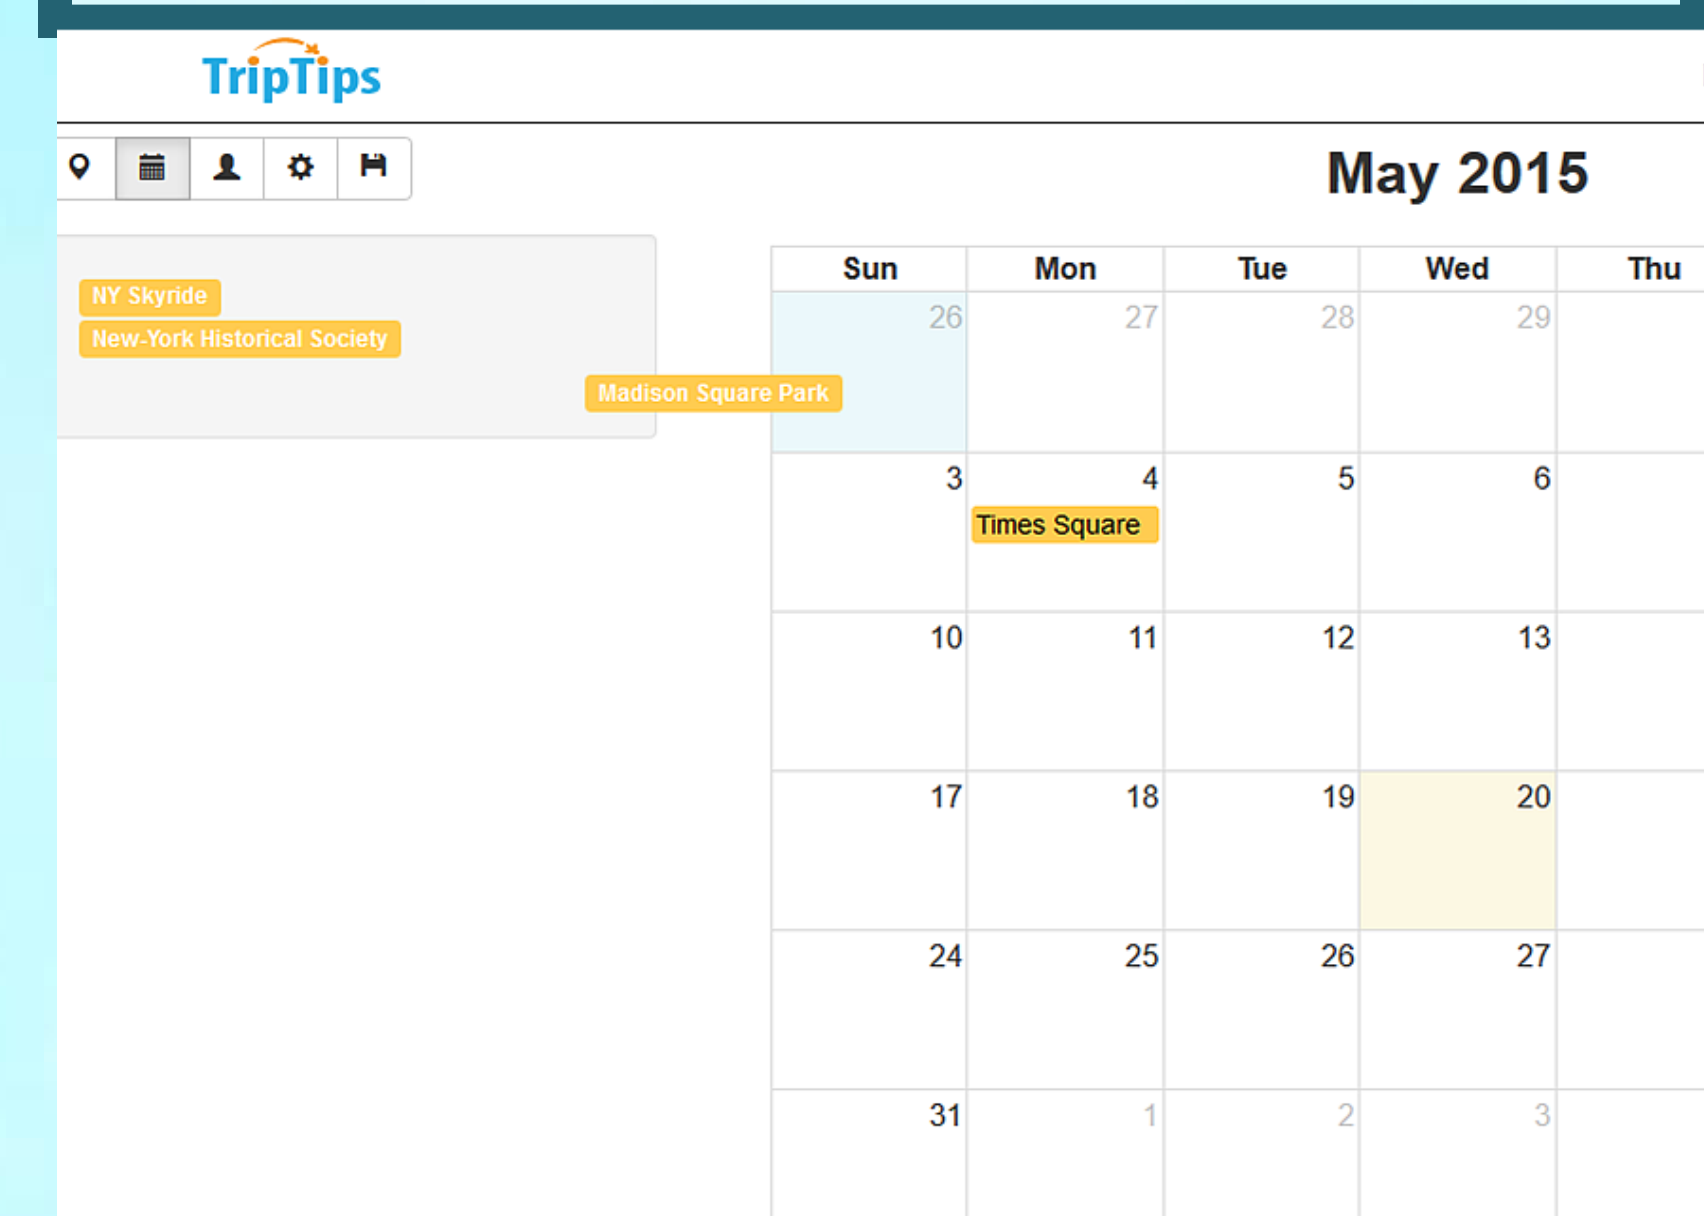 TripTips
May 2015
NY Skyride
New-York Historical Society
Madison Square Park
Sun Mon Tue Wed Thu
26 27 28 29
3 4 5 6
Times Square
10 11 12 13
17 18 19 20
24 25 26 27
31 1 2 3